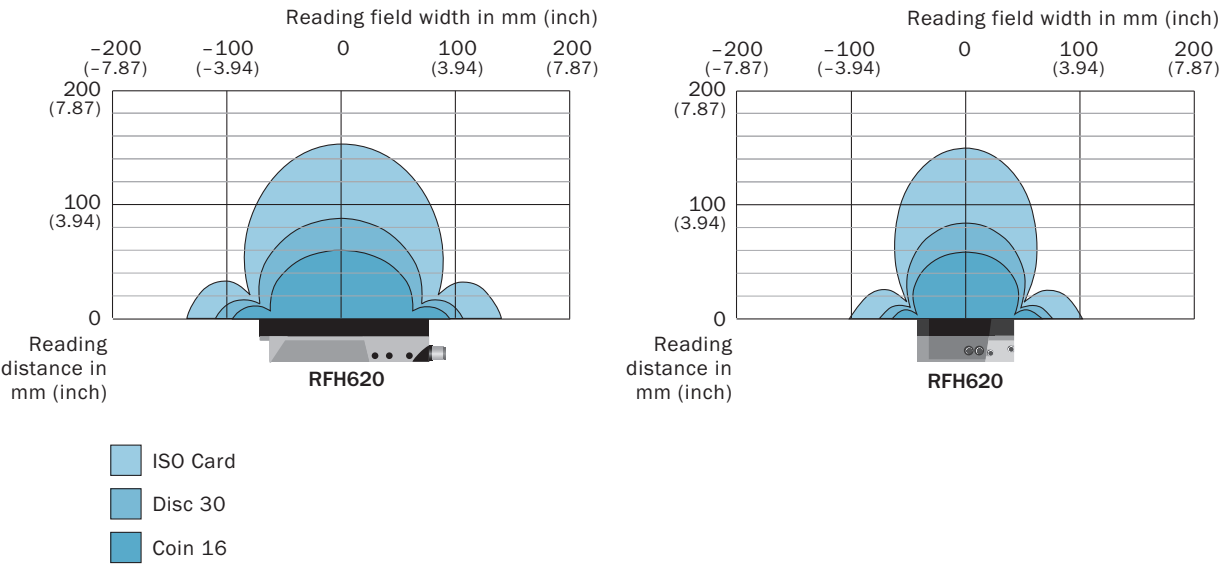 Reading field width in mm (inch)
–200 –100 0 100 200
(–7.87) (–3.94) (3.94) (7.87)
200
(7.87)
100
(3.94)
0
Reading
distance in
mm (inch)
RFH620
Reading field width in mm (inch)
–200 –100 0 100 200
(–7.87) (–3.94) (3.94) (7.87)
200
(7.87)
100
(3.94)
0
Reading
distance in
mm (inch)
RFH620
ISO Card
Disc 30
Coin 16